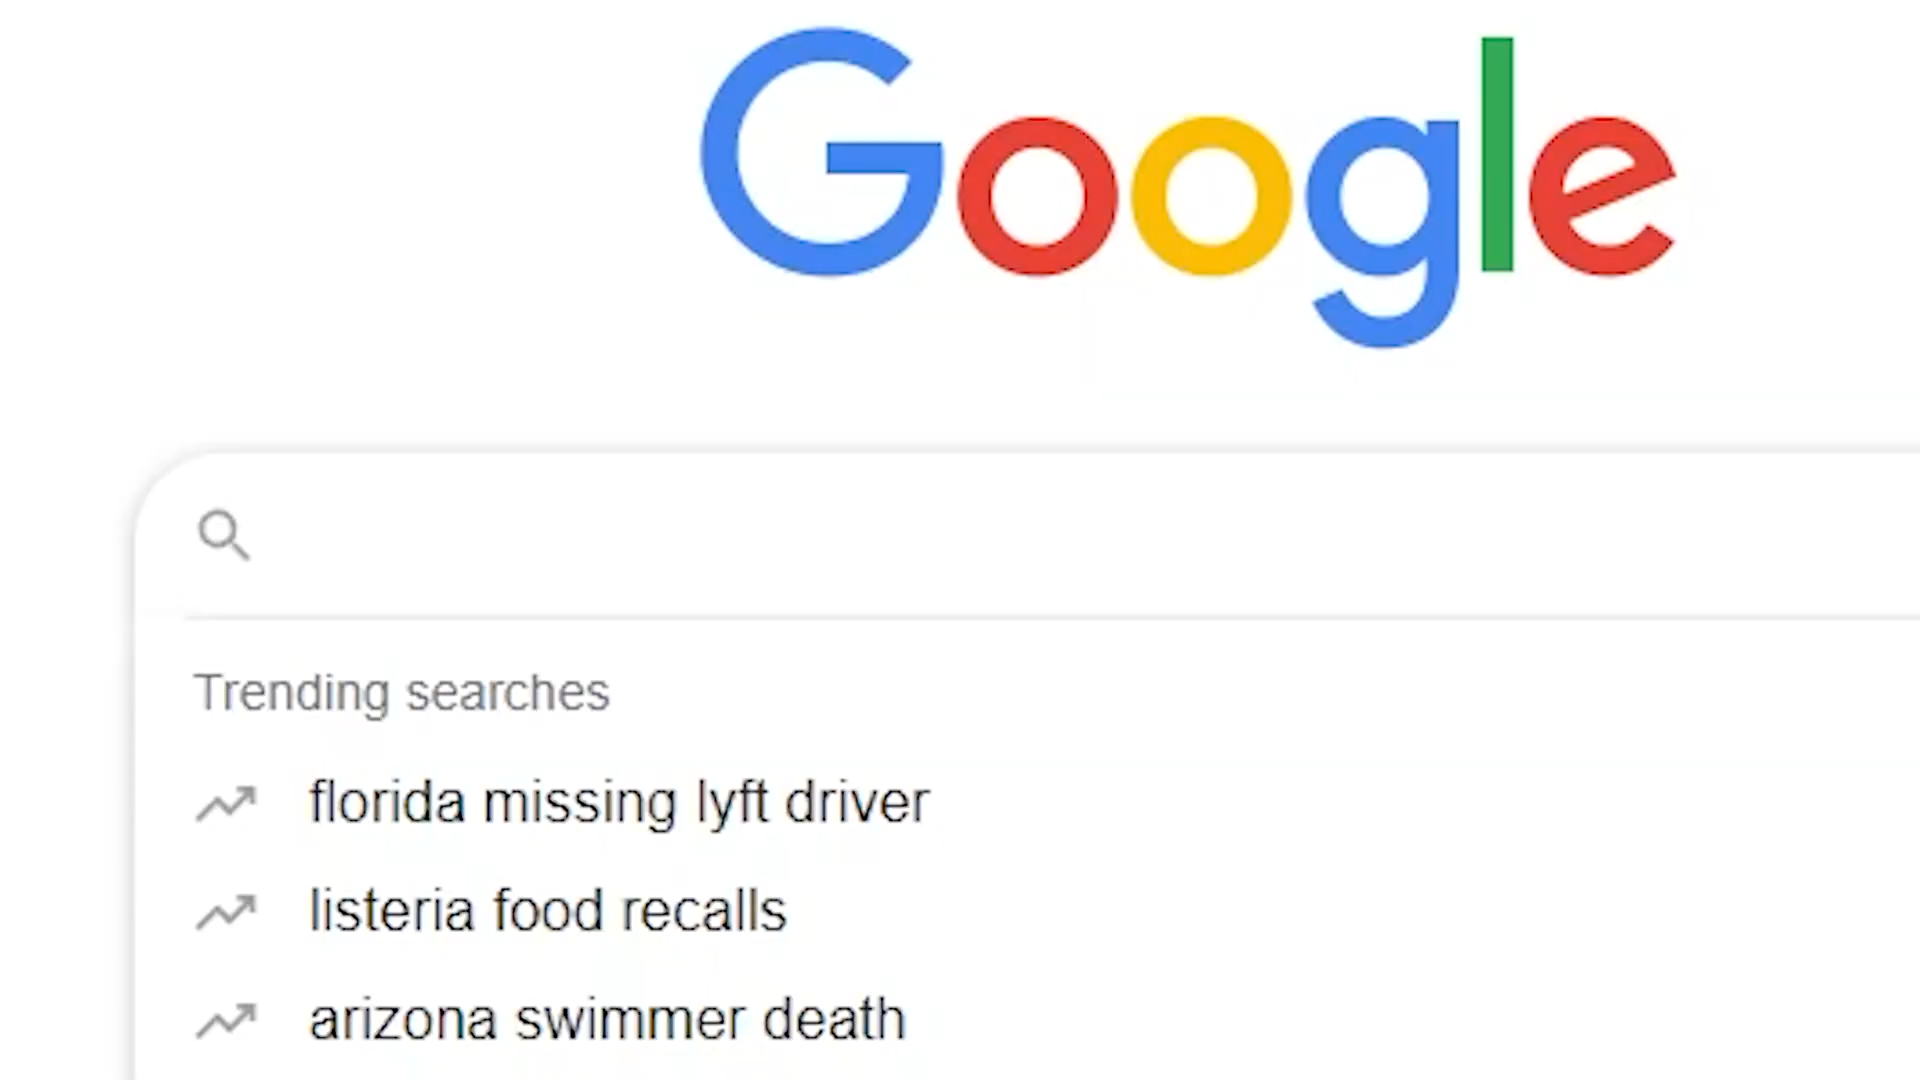 Google
Trending searches
florida missing lyft driver
listeria food recalls
arizona swimmer death